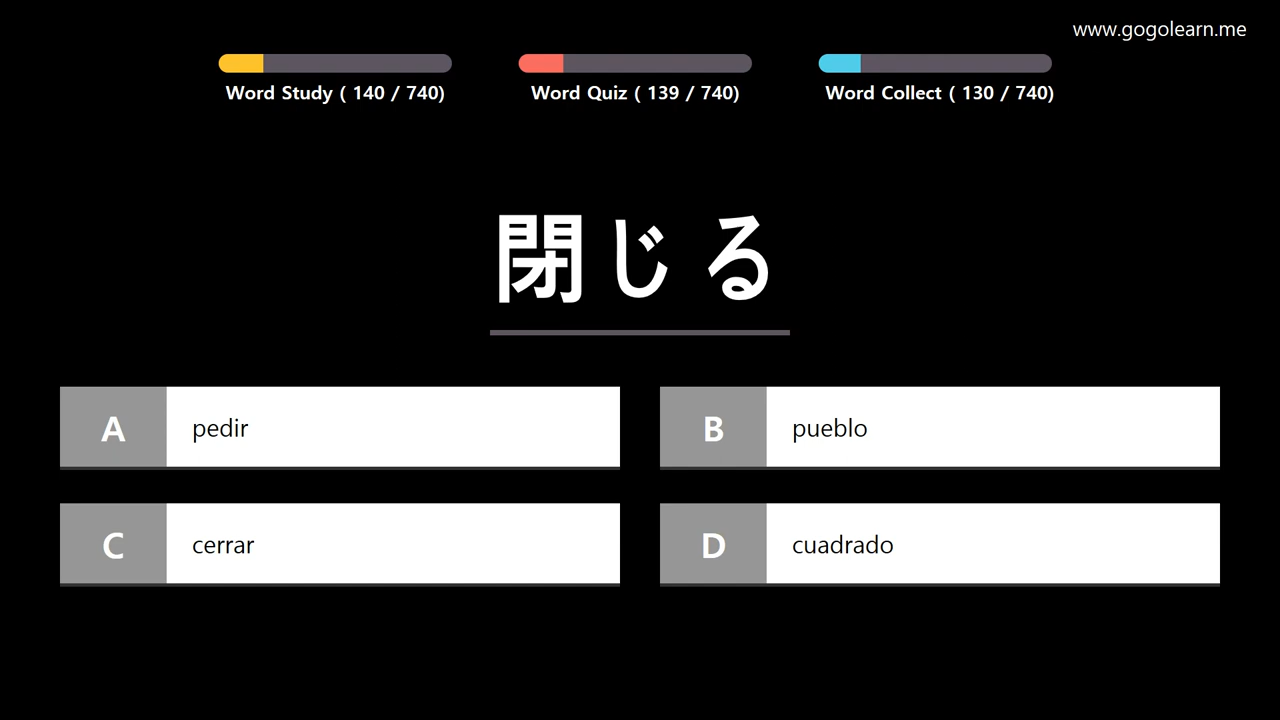 www.gogolearn.me
Word Study ( 140 / 740)
Word Quiz ( 139 / 740)
Word Collect ( 130 / 740)
閉じる
A pedir
B pueblo
C cerrar
D cuadrado